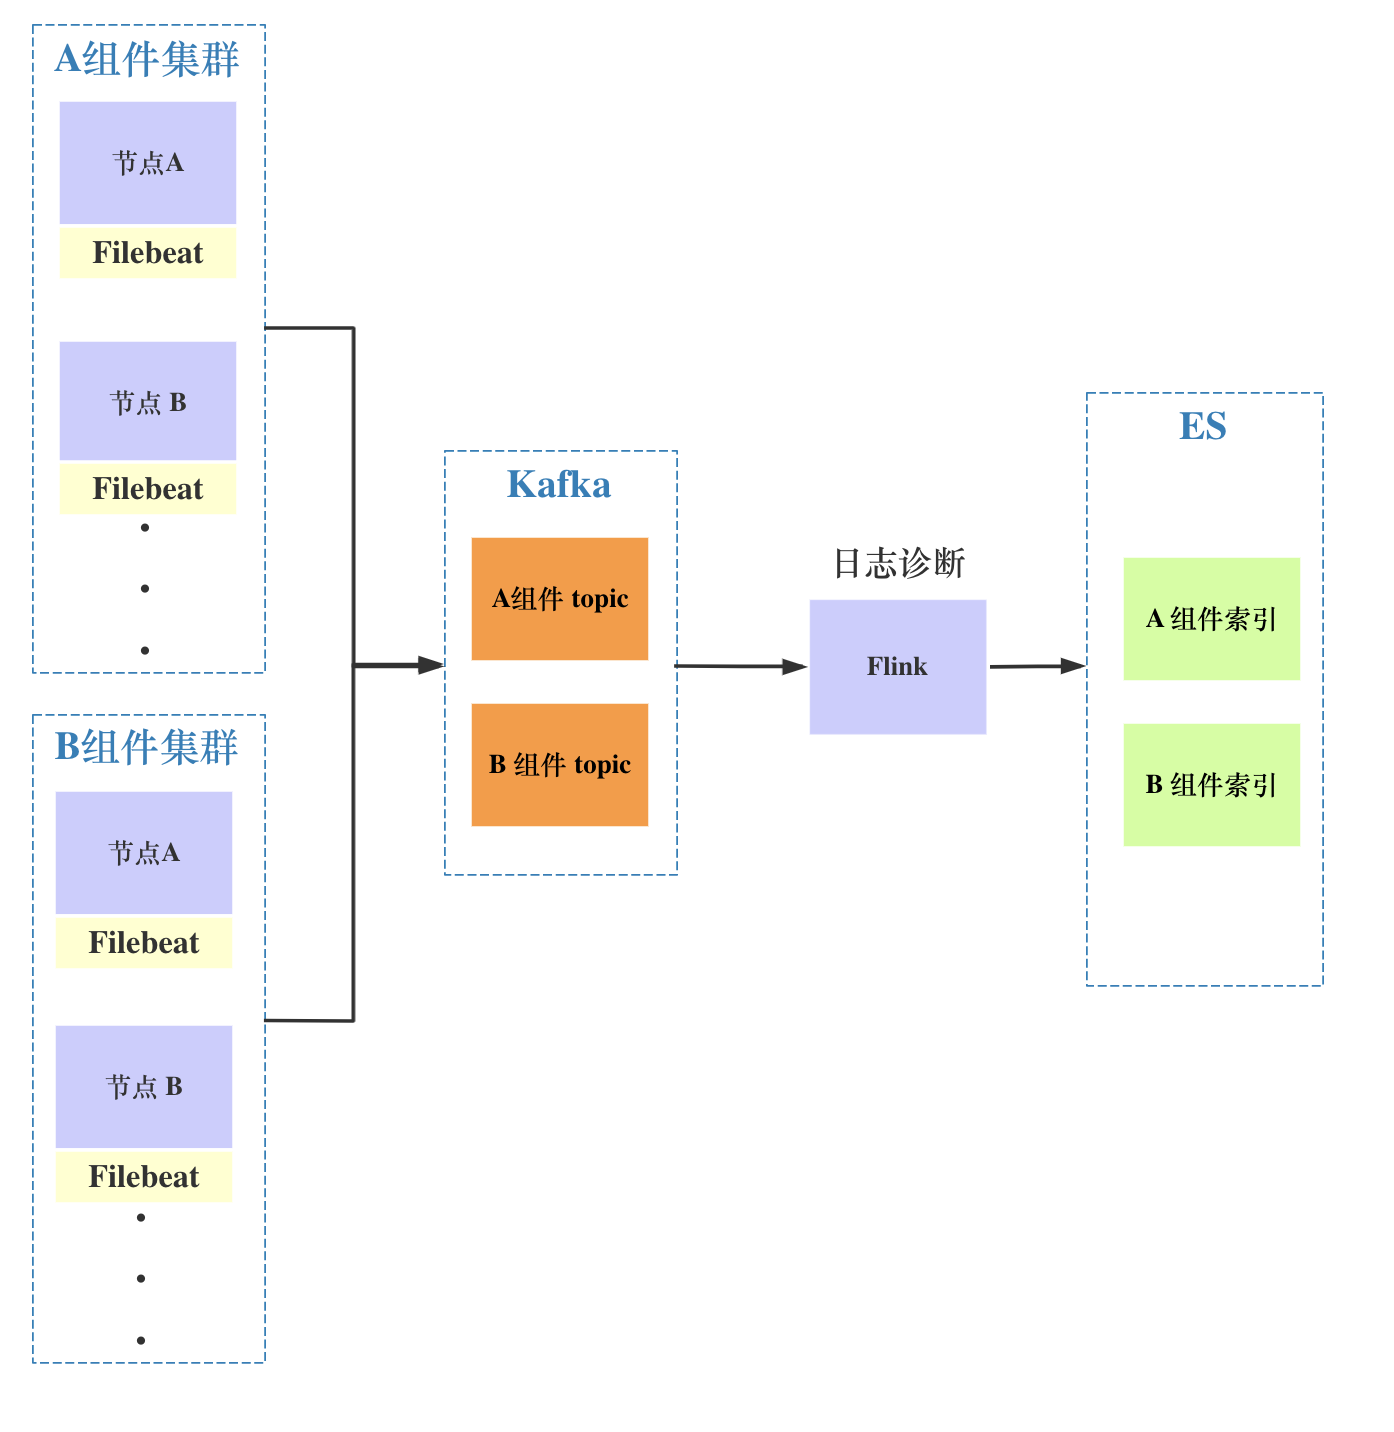 A组件集群
节点A
Filebeat
节点 B
Filebeat
B组件集群
节点A
Filebeat
节点 B
Filebeat
Kafka
A组件 topic
B 组件 topic
日志诊断
Flink
ES
A 组件索引
B 组件索引